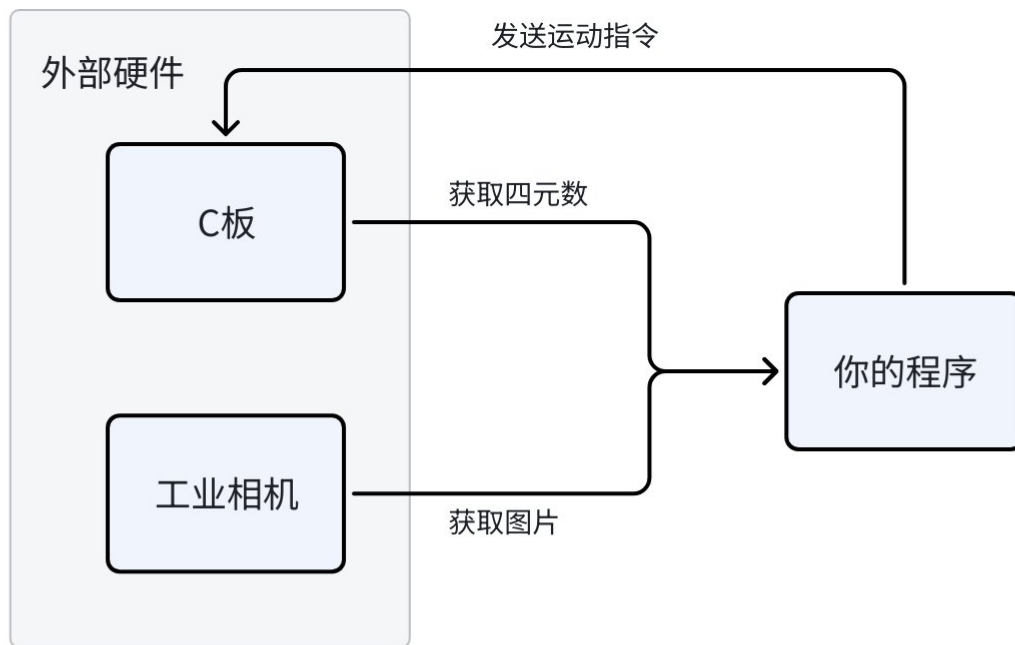 发送运动指令
外部硬件
获取四元数
C板
你的程序
工业相机
获取图片